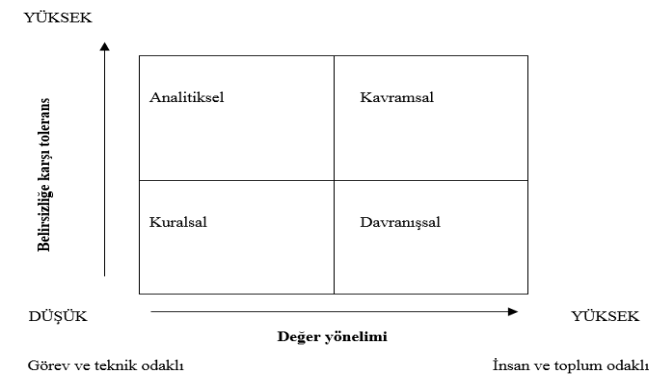 YÜKSEK
Belirsizliğe karşı tolerans
Analitiksel
Kavramsal
Kuralsal
Davranışsal
DÜŞÜK
YÜKSEK
Değer yönelimi
Görev ve teknik odaklı
İnsan ve toplum odaklı